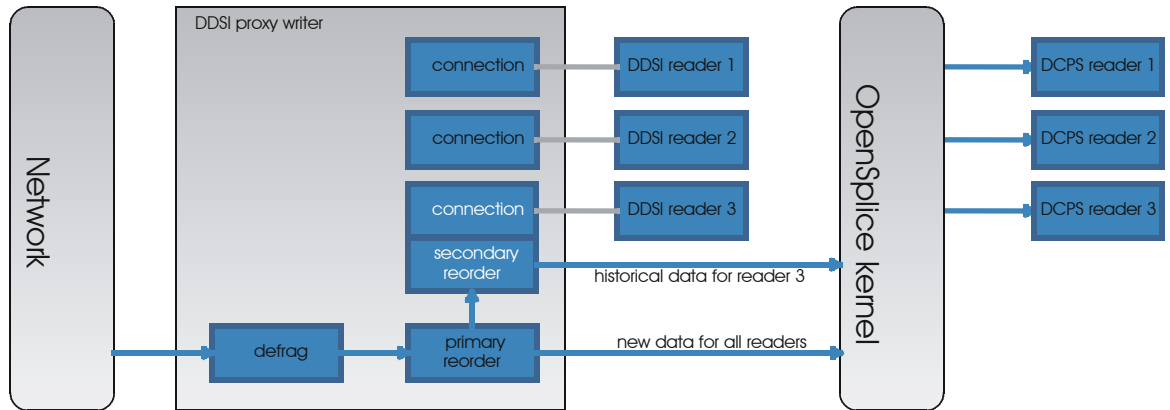 DDSI proxy writer
connection
DDSI reader 1
DCPS reader 1
connection
DDSI reader 2
DCPS reader 2
connection
DDSI reader 3
DCPS reader 3
Network
OpenSplice kernel
secondary
reorder
historical data for reader 3
defrag
primary
reorder
new data for all readers